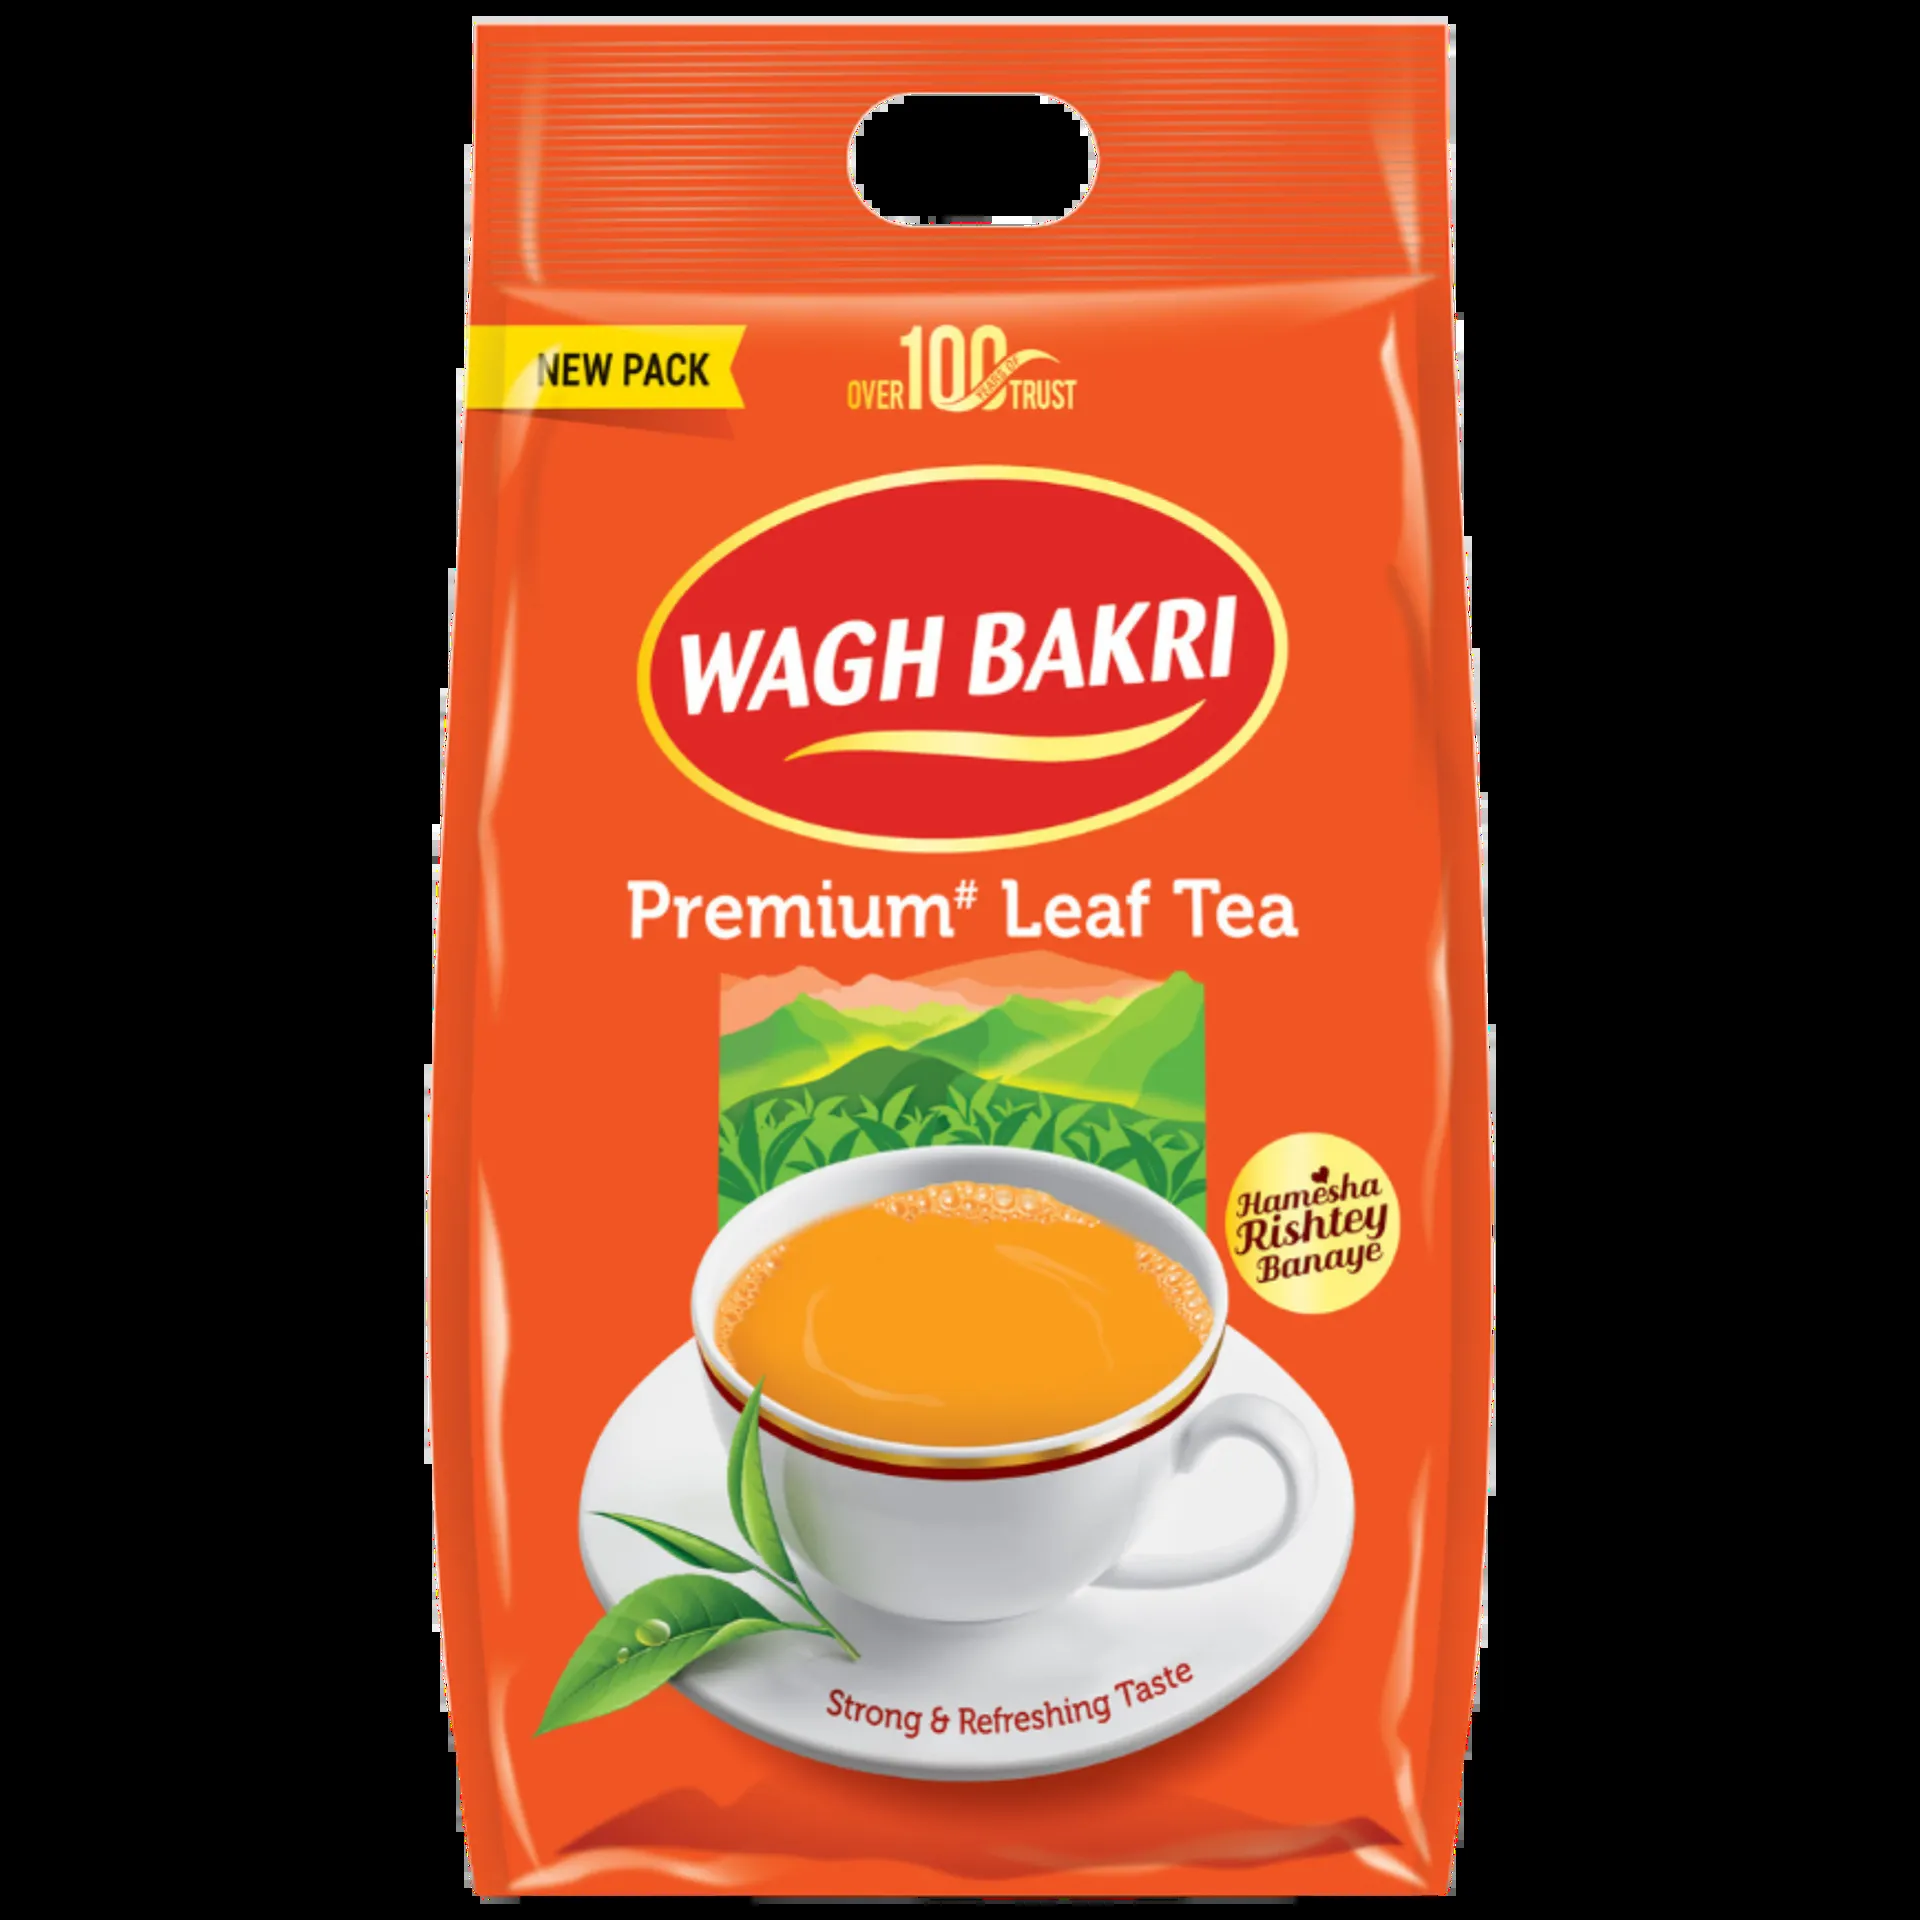 NEW PACK
OVER 100 YEARS OF TRUST
WAGH BAKRI
Premium# Leaf Tea
Hamesha
Rishtey
Banaye
Strong & Refreshing Taste